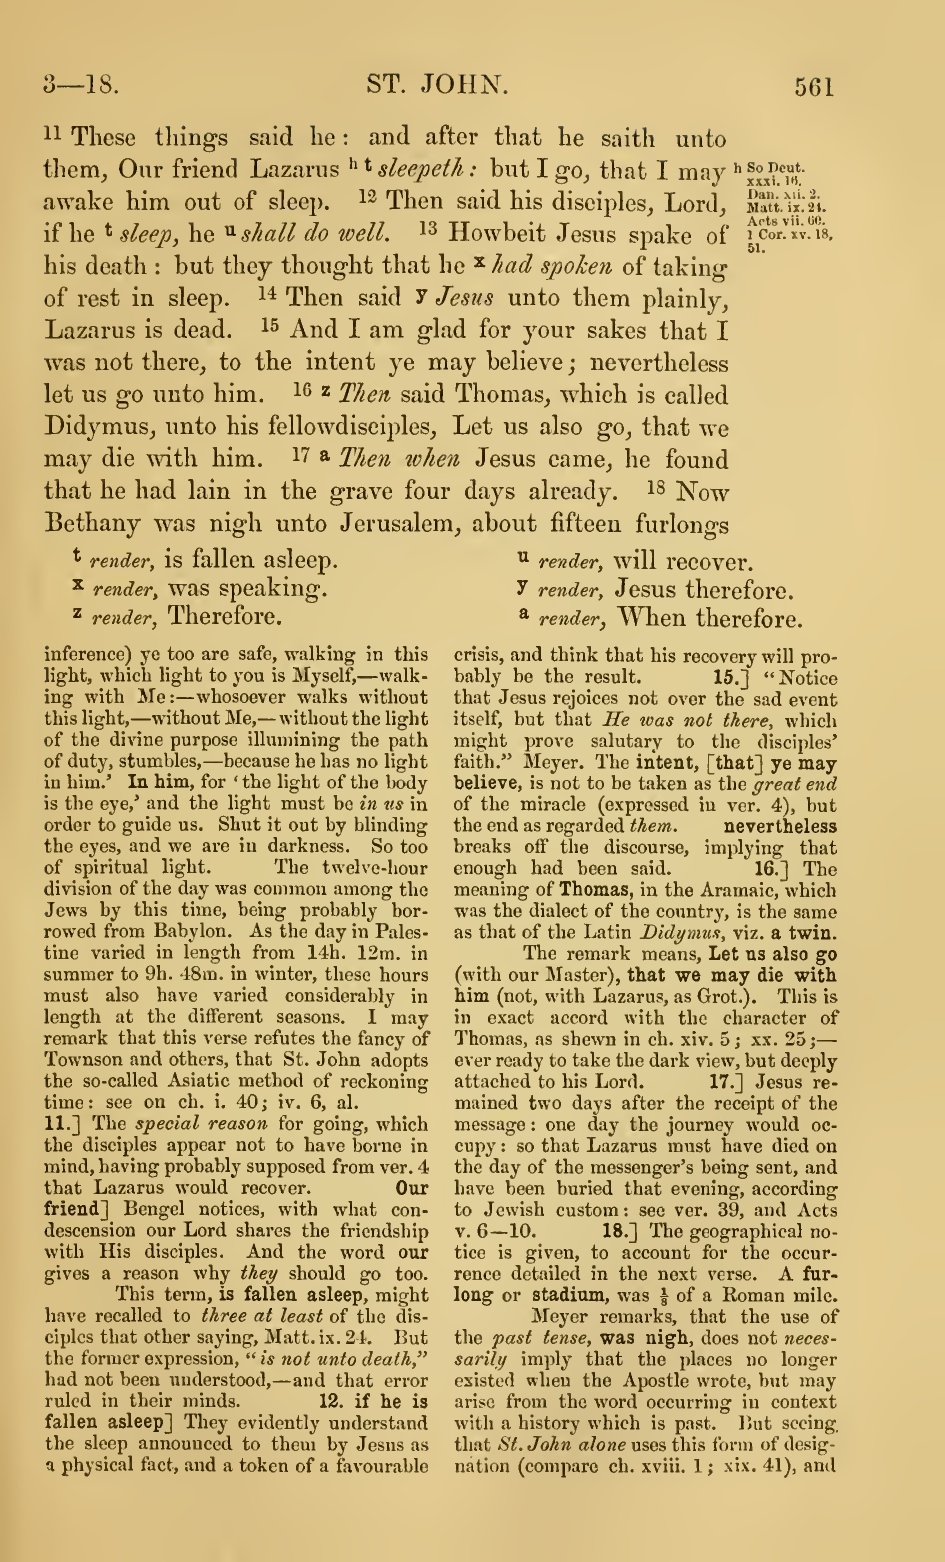 3—18.
ST. JOHN.
561
11 These things said he : and after that he saith unto
them, Our friend Lazarus h t sleepeth : but I go, that I may
awake him out of sleep. 12 Then said his disciples, Lord,
if he t sleep, he u shall do well. 13 Howbeit Jesus spake of
his death : but they thought that he x had spoken of taking
of rest in sleep. 14 Then said y Jesus unto them plainly,
Lazarus is dead. 15 And I am glad for your sakes that I
was not there, to the intent ye may believe; nevertheless
let us go unto him. 16 z Then said Thomas, which is called
Didymus, unto his fellowdisciples, Let us also go, that we
may die with him. 17 a Then when Jesus came, he found
that he had lain in the grave four days already. 18 Now
Bethany was nigh unto Jerusalem, about fifteen furlongs
h So Deut.
xxxi. 16.
Dan. xii. 2.
Matt. ix. 24.
Acts vii. 60.
1 Cor. xv. 18,
51.
t render, is fallen asleep.
x render, was speaking.
z render, Therefore.
u render, will recover.
y render, Jesus therefore.
a render, When therefore.
inference) ye too are safe, walking in this
light, which light to you is Myself,—walk-
ing with Me:—whosoever walks without
this light,—without Me,—without the light
of the divine purpose illumining the path
of duty, stumbles,—because he has no light
in him.’ In him, for ‘the light of the body
is the eye,’ and the light must be in us in
order to guide us. Shut it out by blinding
the eyes, and we are in darkness. So too
of spiritual light. The twelve-hour
division of the day was common among the
Jews by this time, being probably bor-
rowed from Babylon. As the day in Pales-
tine varied in length from 14h. 12m. in
summer to 9h. 48m. in winter, these hours
must also have varied considerably in
length at the different seasons. I may
remark that this verse refutes the fancy of
Townson and others, that St. John adopts
the so-called Asiatic method of reckoning
time: see on ch. i. 40; iv. 6, al.
11.] The special reason for going, which
the disciples appear not to have borne in
mind, having probably supposed from ver. 4
that Lazarus would recover. Our
friend] Bengel notices, with what con-
descension our Lord shares the friendship
with His disciples. And the word our
gives a reason why they should go too.
This term, is fallen asleep, might
have recalled to three at least of the dis-
ciples that other saying, Matt. ix. 24. But
the former expression, “is not unto death,”
had not been understood,—and that error
ruled in their minds. 12. if he is
fallen asleep] They evidently understand
the sleep announced to them by Jesus as
a physical fact, and a token of a favourable
crisis, and think that his recovery will pro-
bably be the result. 15.] “Notice
that Jesus rejoices not over the sad event
itself, but that He was not there, which
might prove salutary to the disciples’
faith.” Meyer. The intent, [that] ye may
believe, is not to be taken as the great end
of the miracle (expressed in ver. 4), but
the end as regarded them. nevertheless
breaks off the discourse, implying that
enough had been said. 16.] The
meaning of Thomas, in the Aramaic, which
was the dialect of the country, is the same
as that of the Latin Didymus, viz. a twin.
The remark means, Let us also go
(with our Master), that we may die with
him (not, with Lazarus, as Grot.). This is
in exact accord with the character of
Thomas, as shewn in ch. xiv. 5; xx. 25;—
ever ready to take the dark view, but deeply
attached to his Lord. 17.] Jesus re-
mained two days after the receipt of the
message: one day the journey would oc-
cupy: so that Lazarus must have died on
the day of the messenger’s being sent, and
have been buried that evening, according
to Jewish custom: see ver. 39, and Acts
v. 6—10. 18.] The geographical no-
tice is given, to account for the occur-
rence detailed in the next verse. A fur-
long or stadium, was ⅛ of a Roman mile.
Meyer remarks, that the use of
the past tense, was nigh, does not neces-
sarily imply that the places no longer
existed when the Apostle wrote, but may
arise from the word occurring in context
with a history which is past. But seeing
that St. John alone uses this form of desig-
nation (compare ch. xviii. 1; xix. 41), and